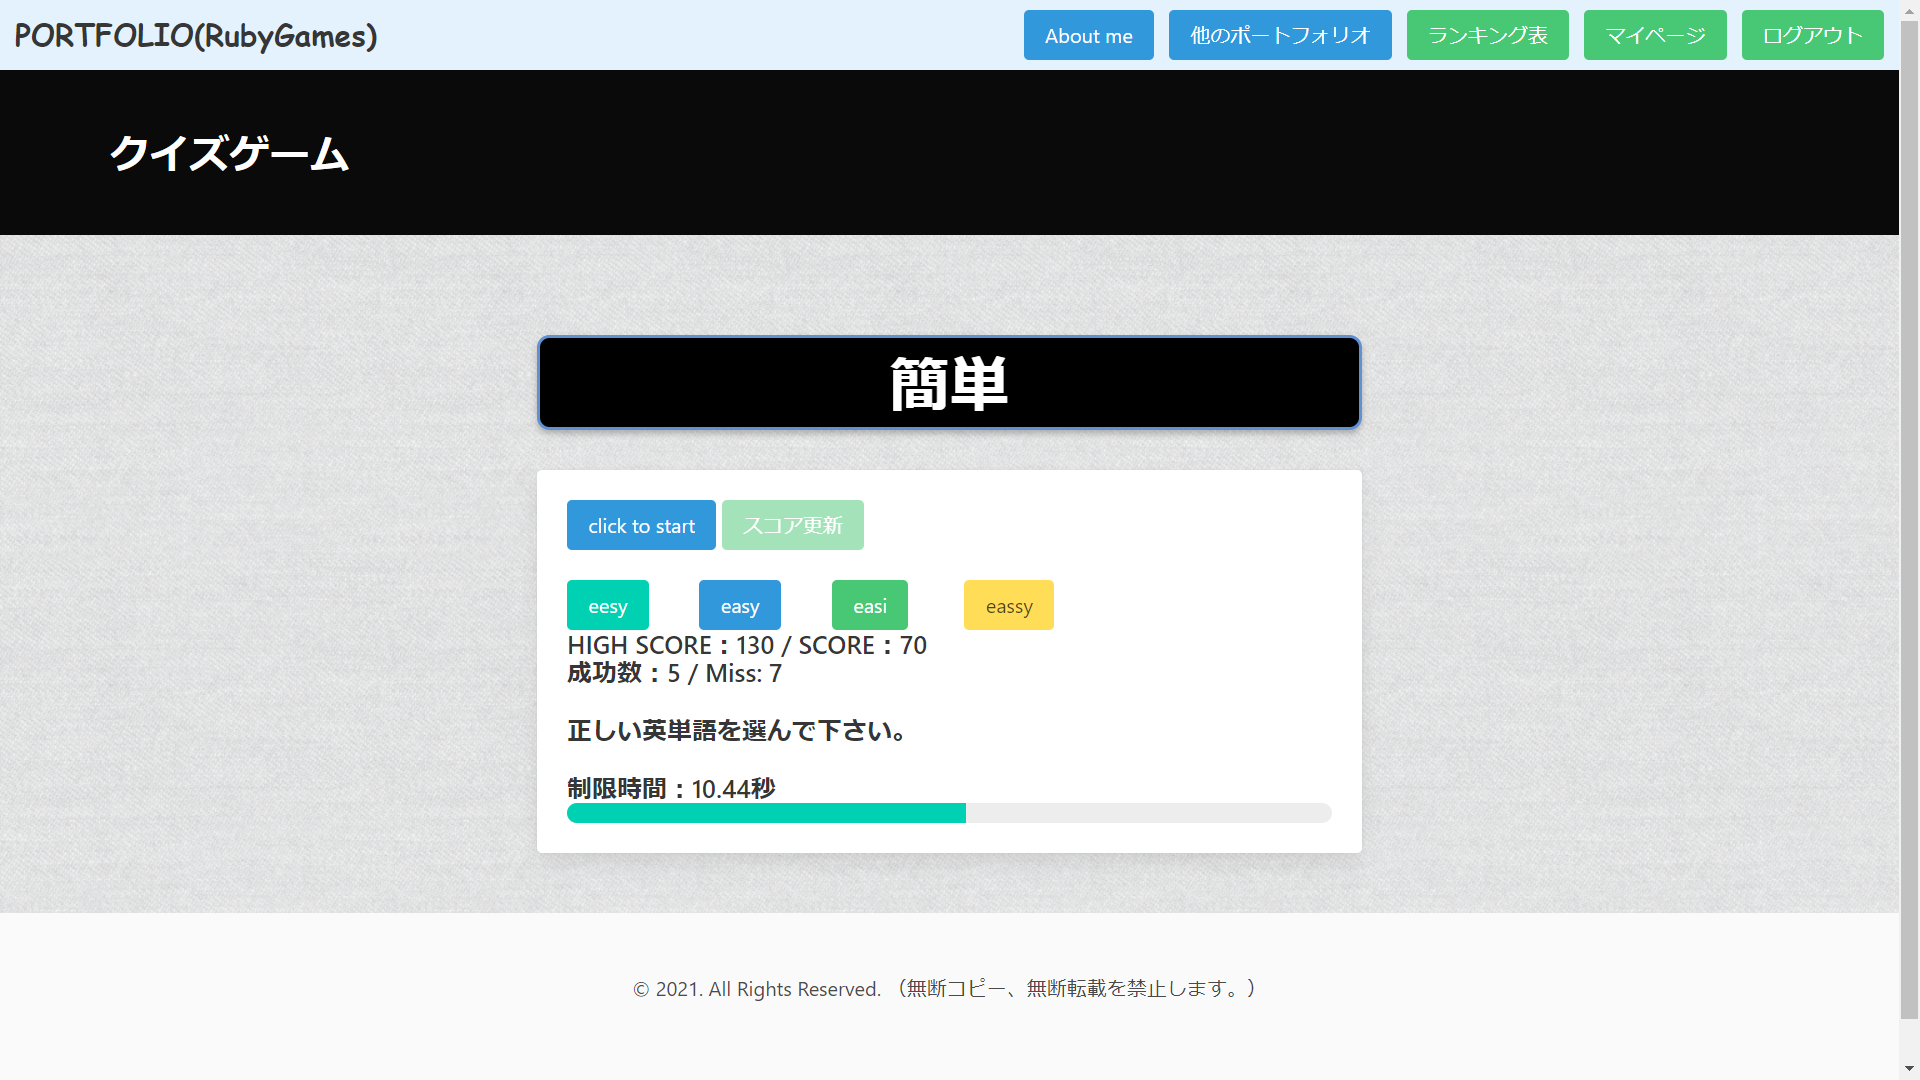 PORTFOLIO(RubyGames)
About me
他のポートフォリオ
ランキング表
マイページ
ログアウト
クイズゲーム
簡単
click to start
スコア更新
eesy
easy
easi
eassy
HIGH SCORE：130 / SCORE：70
成功数：5 / Miss: 7
正しい英単語を選んで下さい。
制限時間：10.44秒
© 2021. All Rights Reserved. （無断コピー、無断転載を禁止します。）